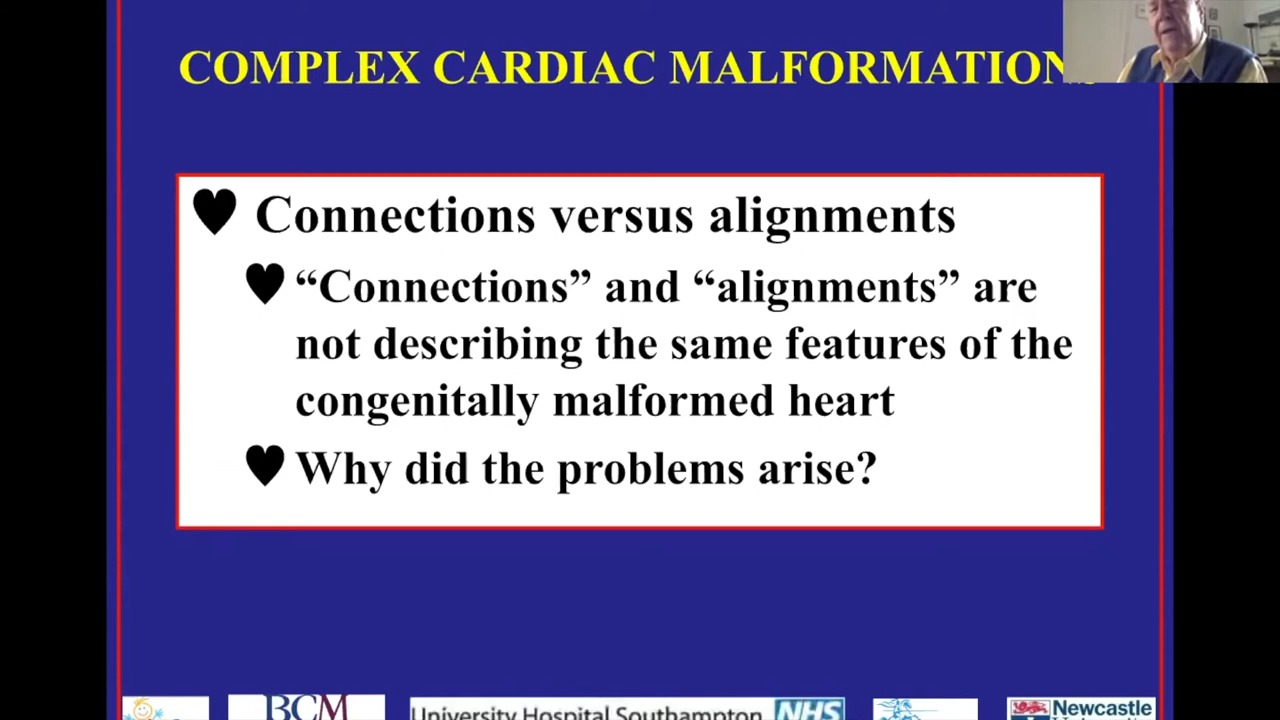 COMPLEX CARDIAC MALFORMATIONS
Connections versus alignments
“Connections” and “alignments” are
not describing the same features of the
congenitally malformed heart
Why did the problems arise?
BCM
University Hospital Southampton NHS
Newcastle